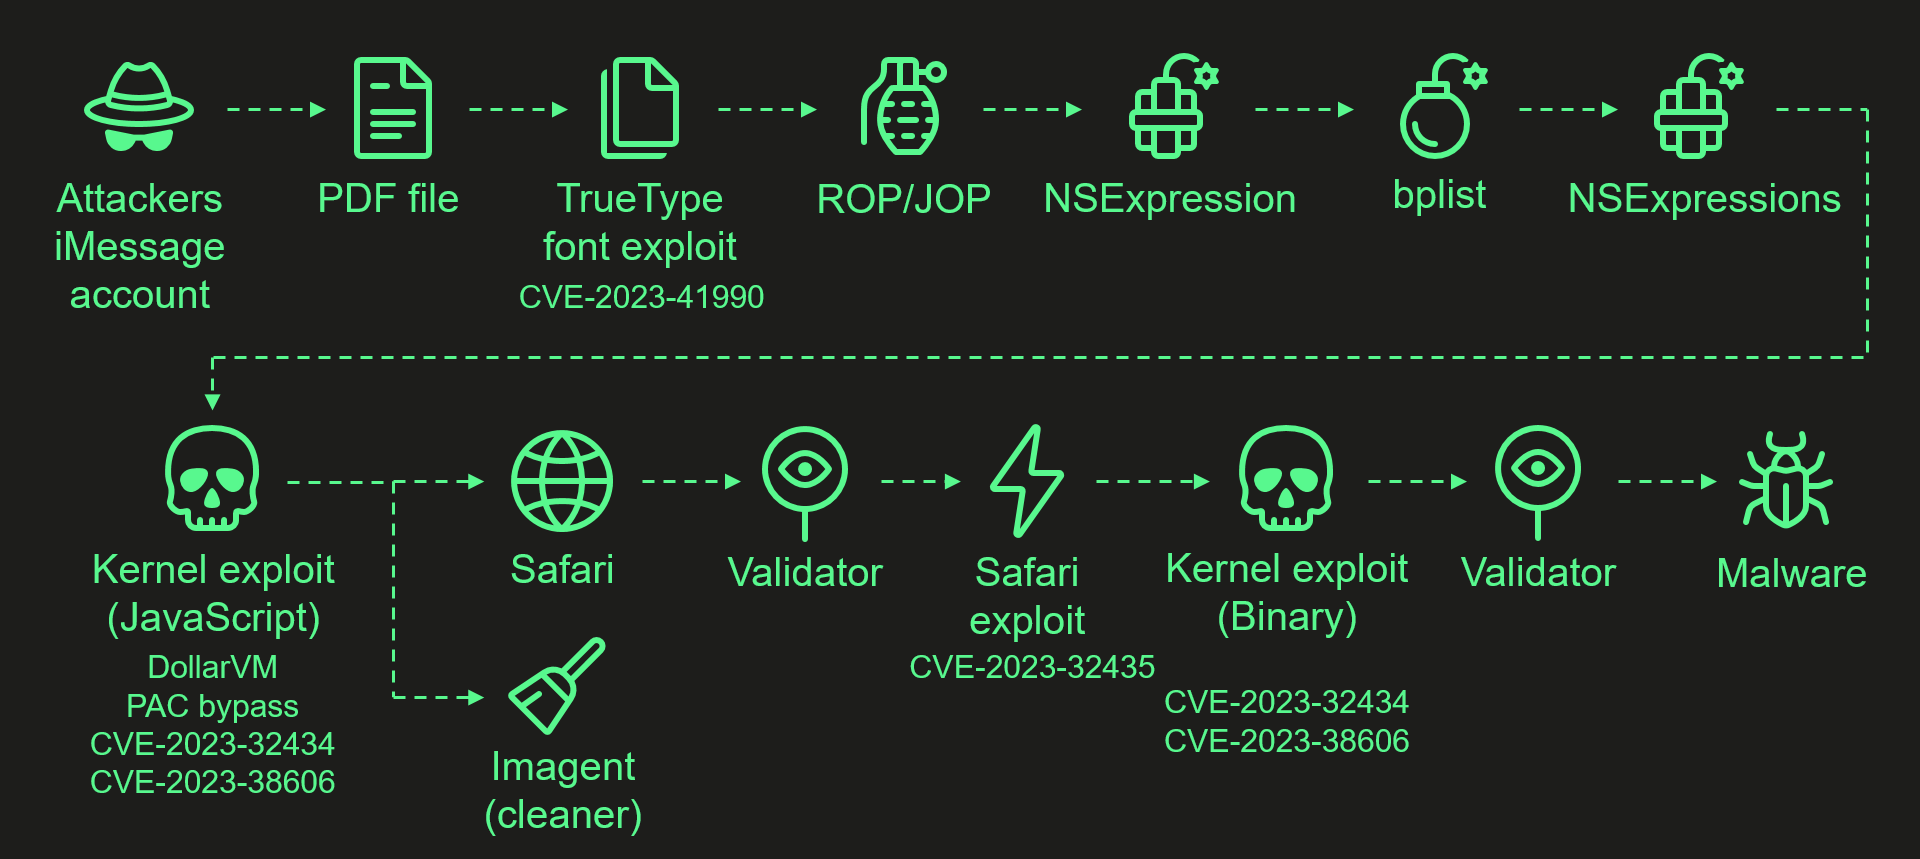 Attackers
iMessage
account
PDF file
TrueType
font exploit
CVE-2023-41990
ROP/JOP
NSExpression
bplist
NSExpressions
Kernel exploit
(JavaScript)
DollarVM
PAC bypass
CVE-2023-32434
CVE-2023-38606
Safari
Imagent
(cleaner)
Validator
Safari
exploit
CVE-2023-32435
Kernel exploit
(Binary)
CVE-2023-32434
CVE-2023-38606
Validator
Malware